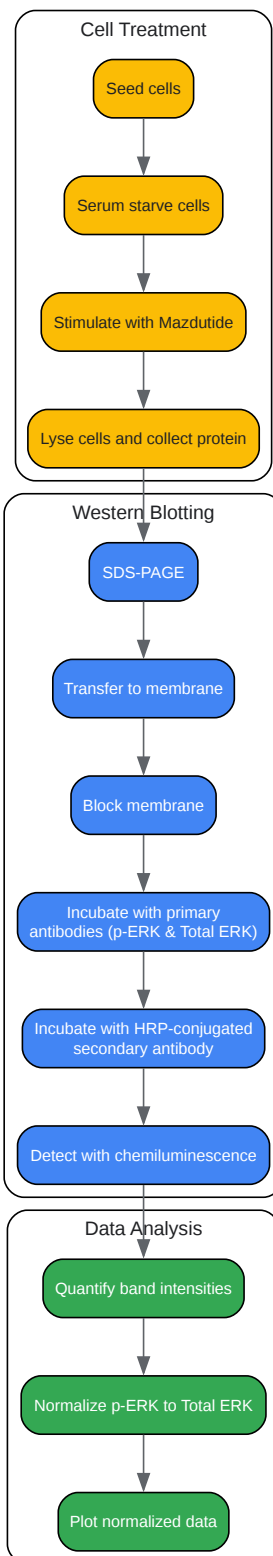 Cell Treatment
Seed cells
Serum starve cells
Stimulate with Mazdutide
Lyse cells and collect protein
Western Blotting
SDS-PAGE
Transfer to membrane
Block membrane
Incubate with primary
antibodies (p-ERK & Total ERK)
Incubate with HRP-conjugated
secondary antibody
Detect with chemiluminescence
Data Analysis
Quantify band intensities
Normalize p-ERK to Total ERK
Plot normalized data